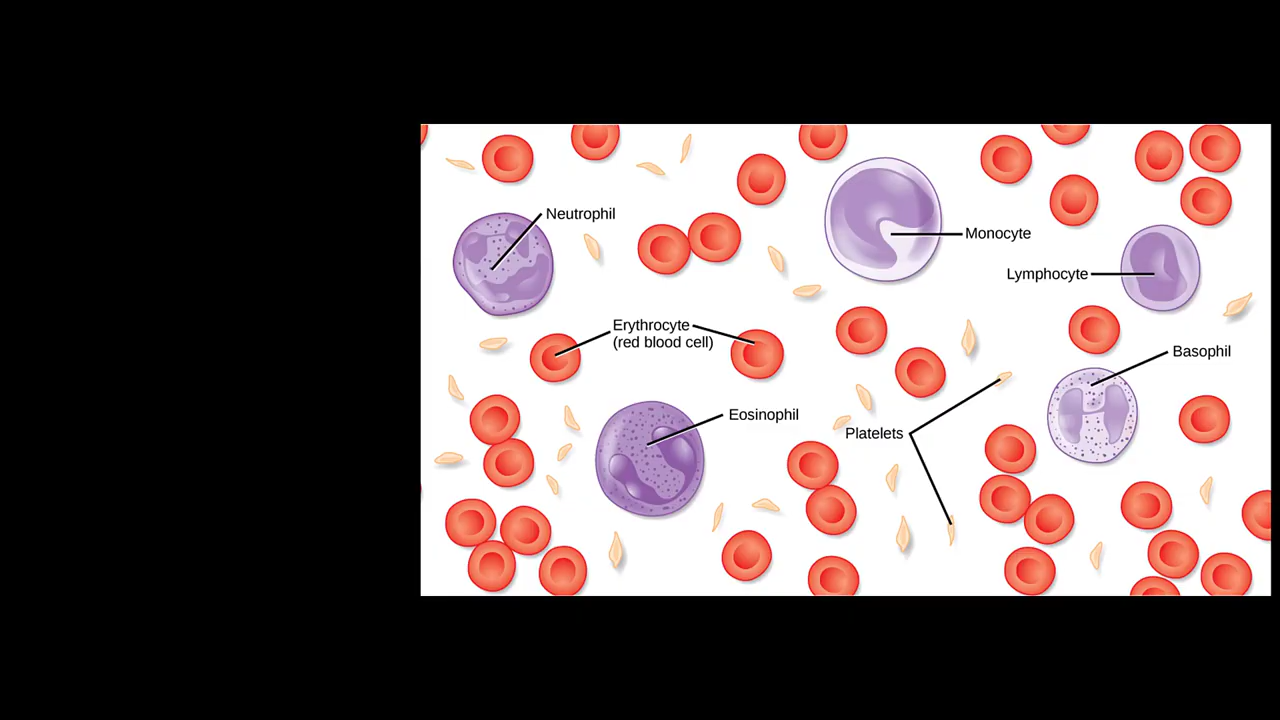 Neutrophil
Monocyte
Lymphocyte
Erythrocyte
(red blood cell)
Basophil
Eosinophil
Platelets